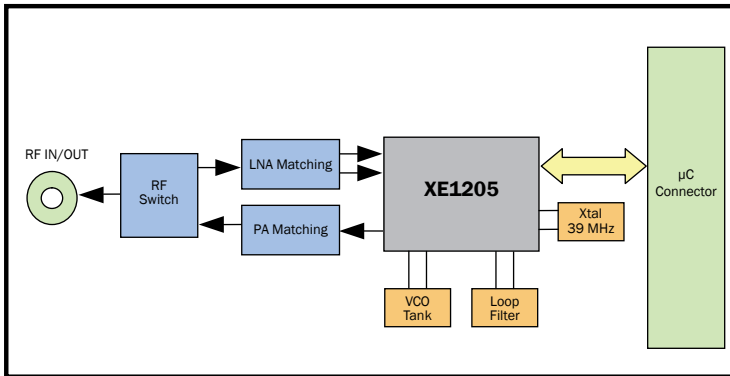 RF IN/OUT
RF
Switch
LNA Matching
PA Matching
XE1205
VCO
Tank
Loop
Filter
Xtal
39 MHz
µC
Connector